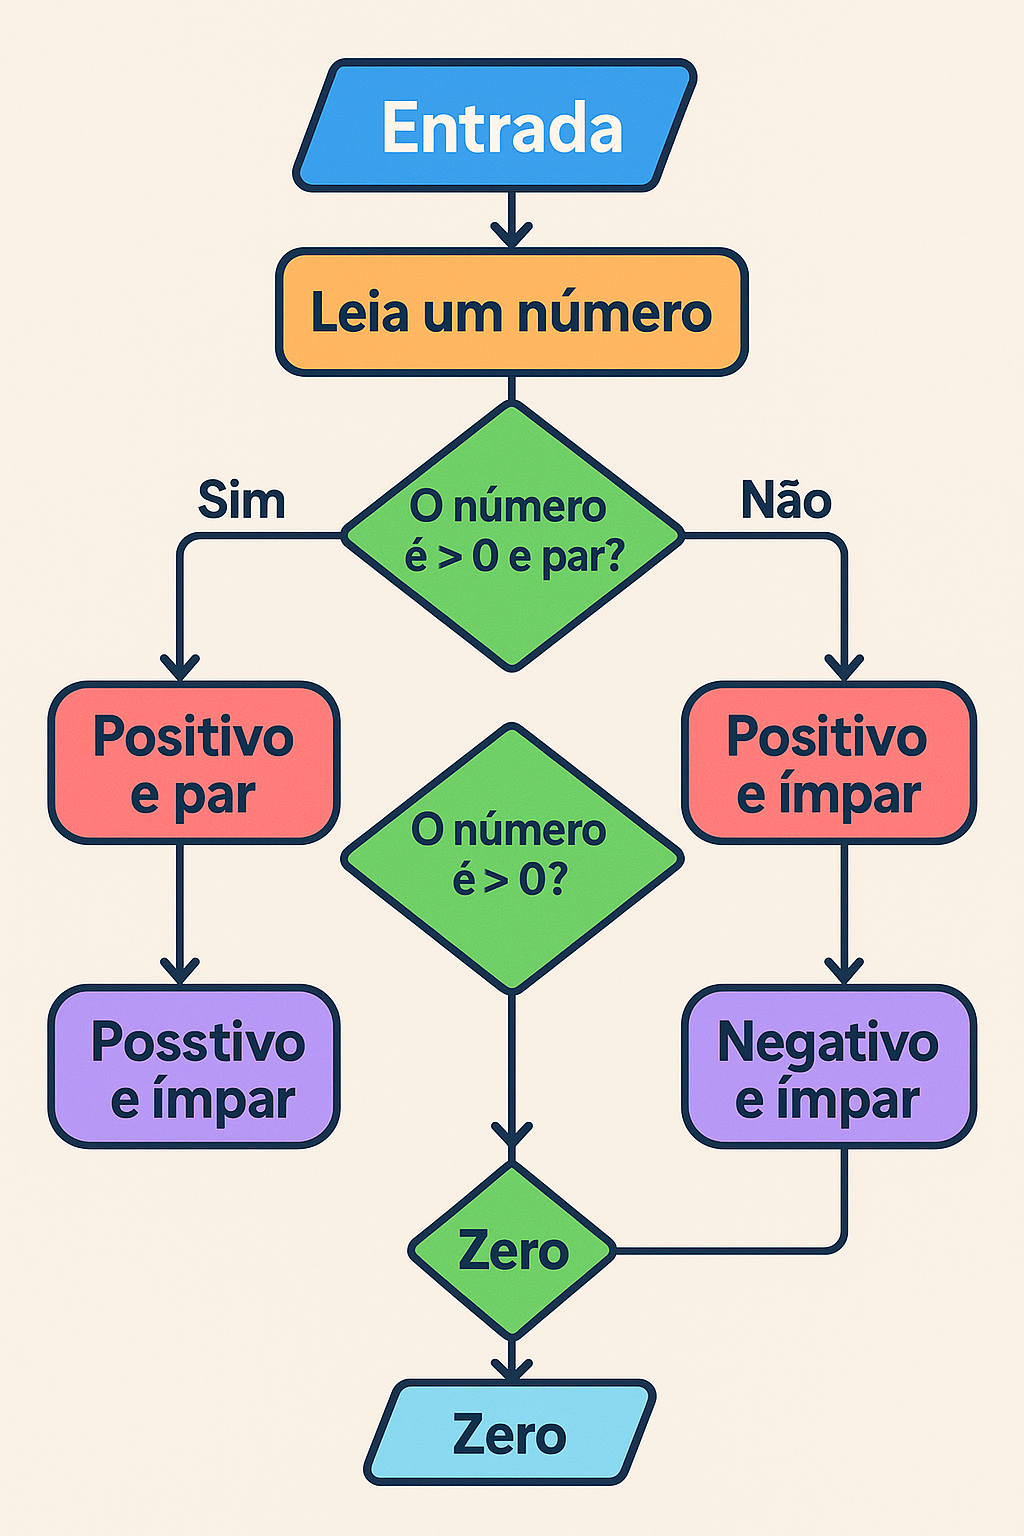 Entrada
Leia um número
Sim
Não
O número
é > 0 e par?
Positivo
e par
Positivo
e ímpar
O número
é > 0?
Posstivo
e ímpar
Negativo
e ímpar
Zero
Zero